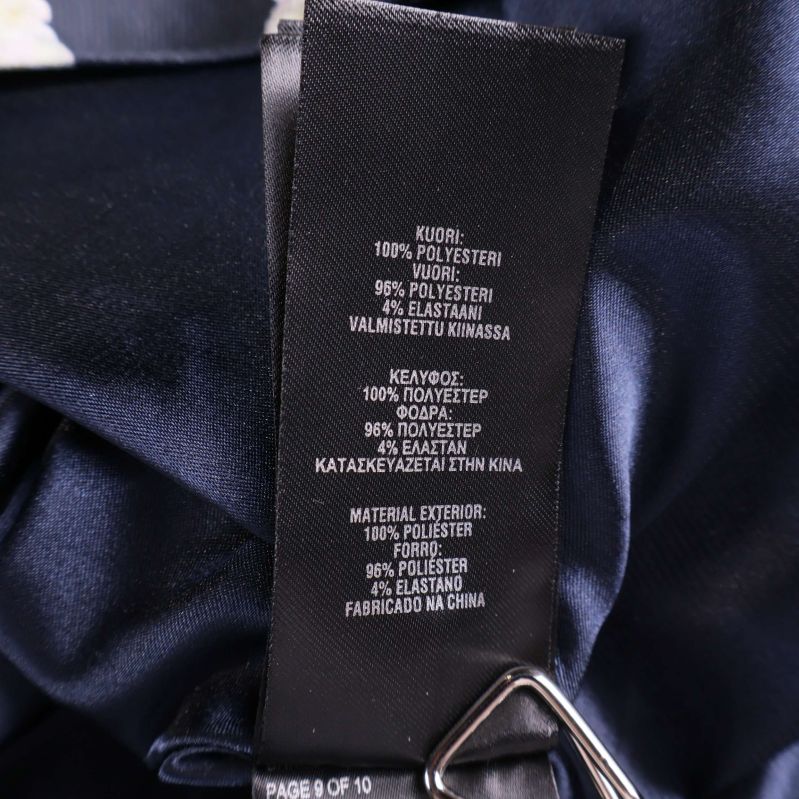 KUORI:
100% POLYESTERI
VUORI:
96% POLYESTERI
4% ELASTAANI
VALMISTETTU KIINASSA
ΚΕΛΥΦΟΣ:
100% ΠΟΛΥΕΣΤΕΡ
ΦΟΔΡΑ:
96% ΠΟΛΥΕΣΤΕΡ
4% ΕΛΑΣΤΑΝ
ΚΑΤΑΣΚΕΥΑΖΕΤΑΙ ΣΤΗΝ ΚΙΝΑ
MATERIAL EXTERIOR:
100% POLIÉSTER
FORRO:
96% POLIÉSTER
4% ELASTANO
FABRICADO NA CHINA
PAGE 9 OF 10